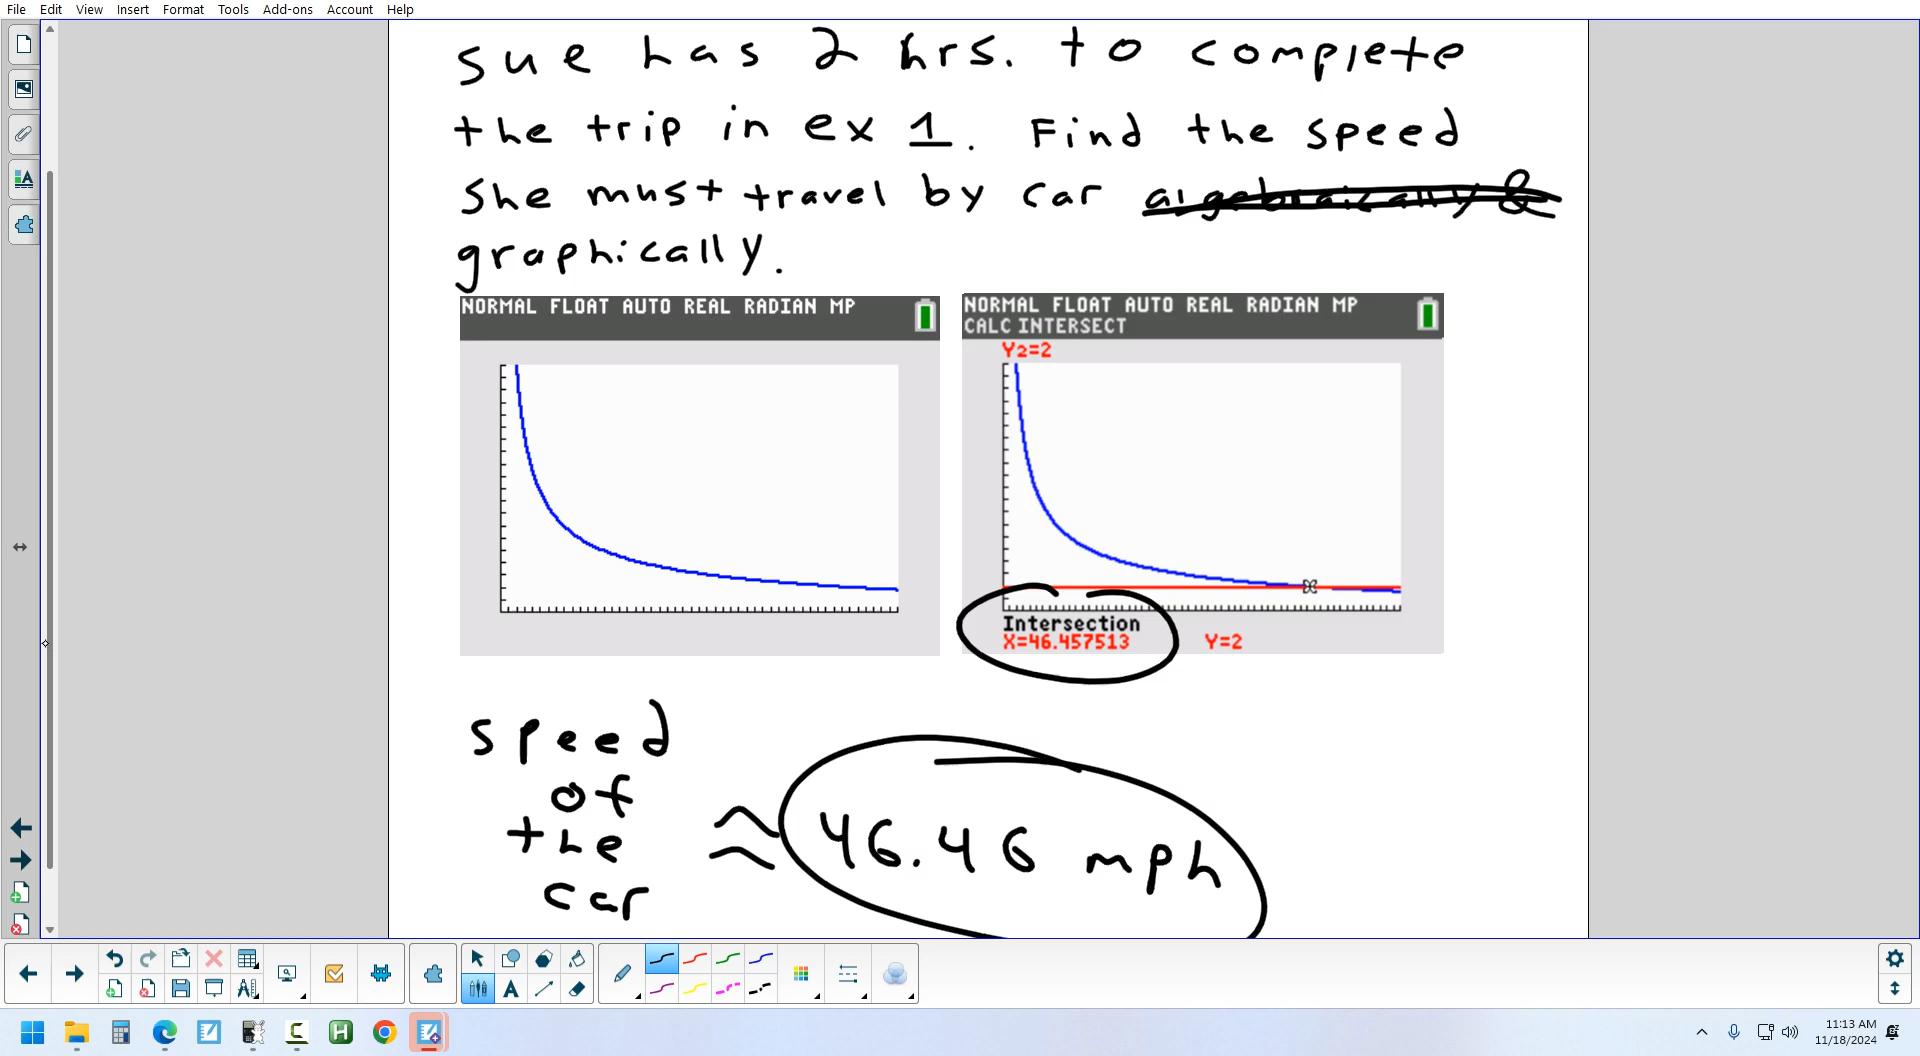 File Edit View Insert Format Tools Add-ons Account Help
sue has 2 hrs. to complete
the trip in ex 1. Find the speed
She must travel by car algebraically &
graphically.
NORMAL FLOAT AUTO REAL RADIAN MP
NORMAL FLOAT AUTO REAL RADIAN MP
CALC INTERSECT
Y2=2
Intersection
X=46.457513 Y=2
speed
of
the
car
≈ 46.46 mph
11:13 AM
11/18/2024